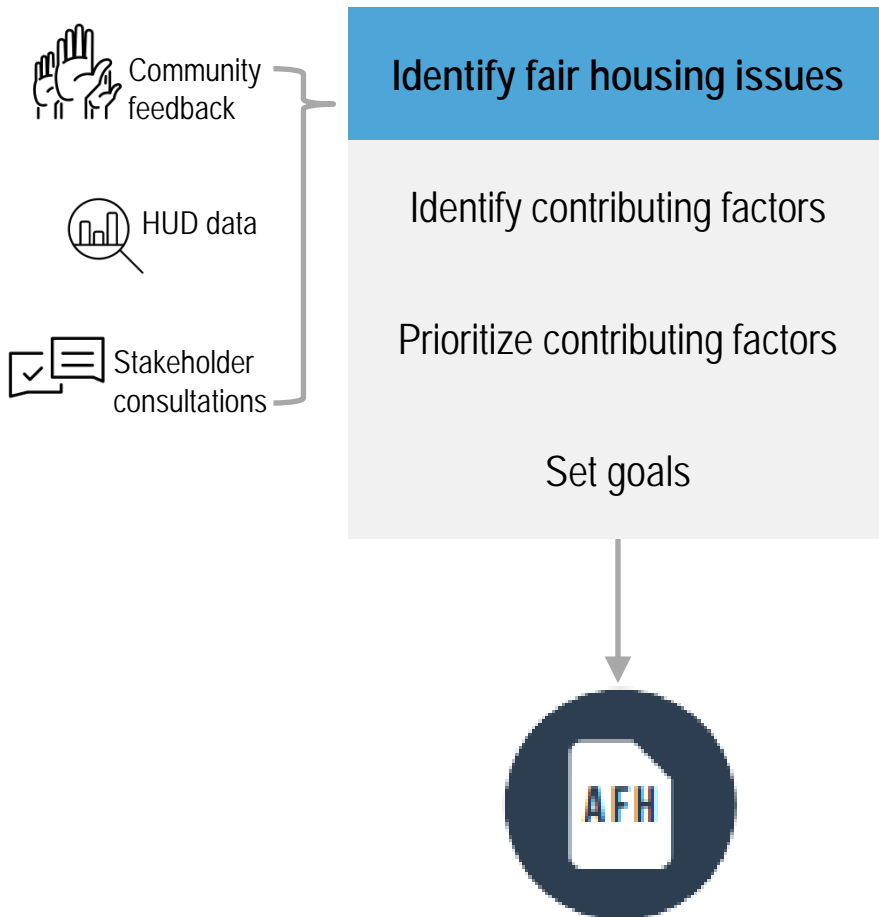 Community
feedback
HUD data
Stakeholder
consultations
Identify fair housing issues
Identify contributing factors
Prioritize contributing factors
Set goals
AFH